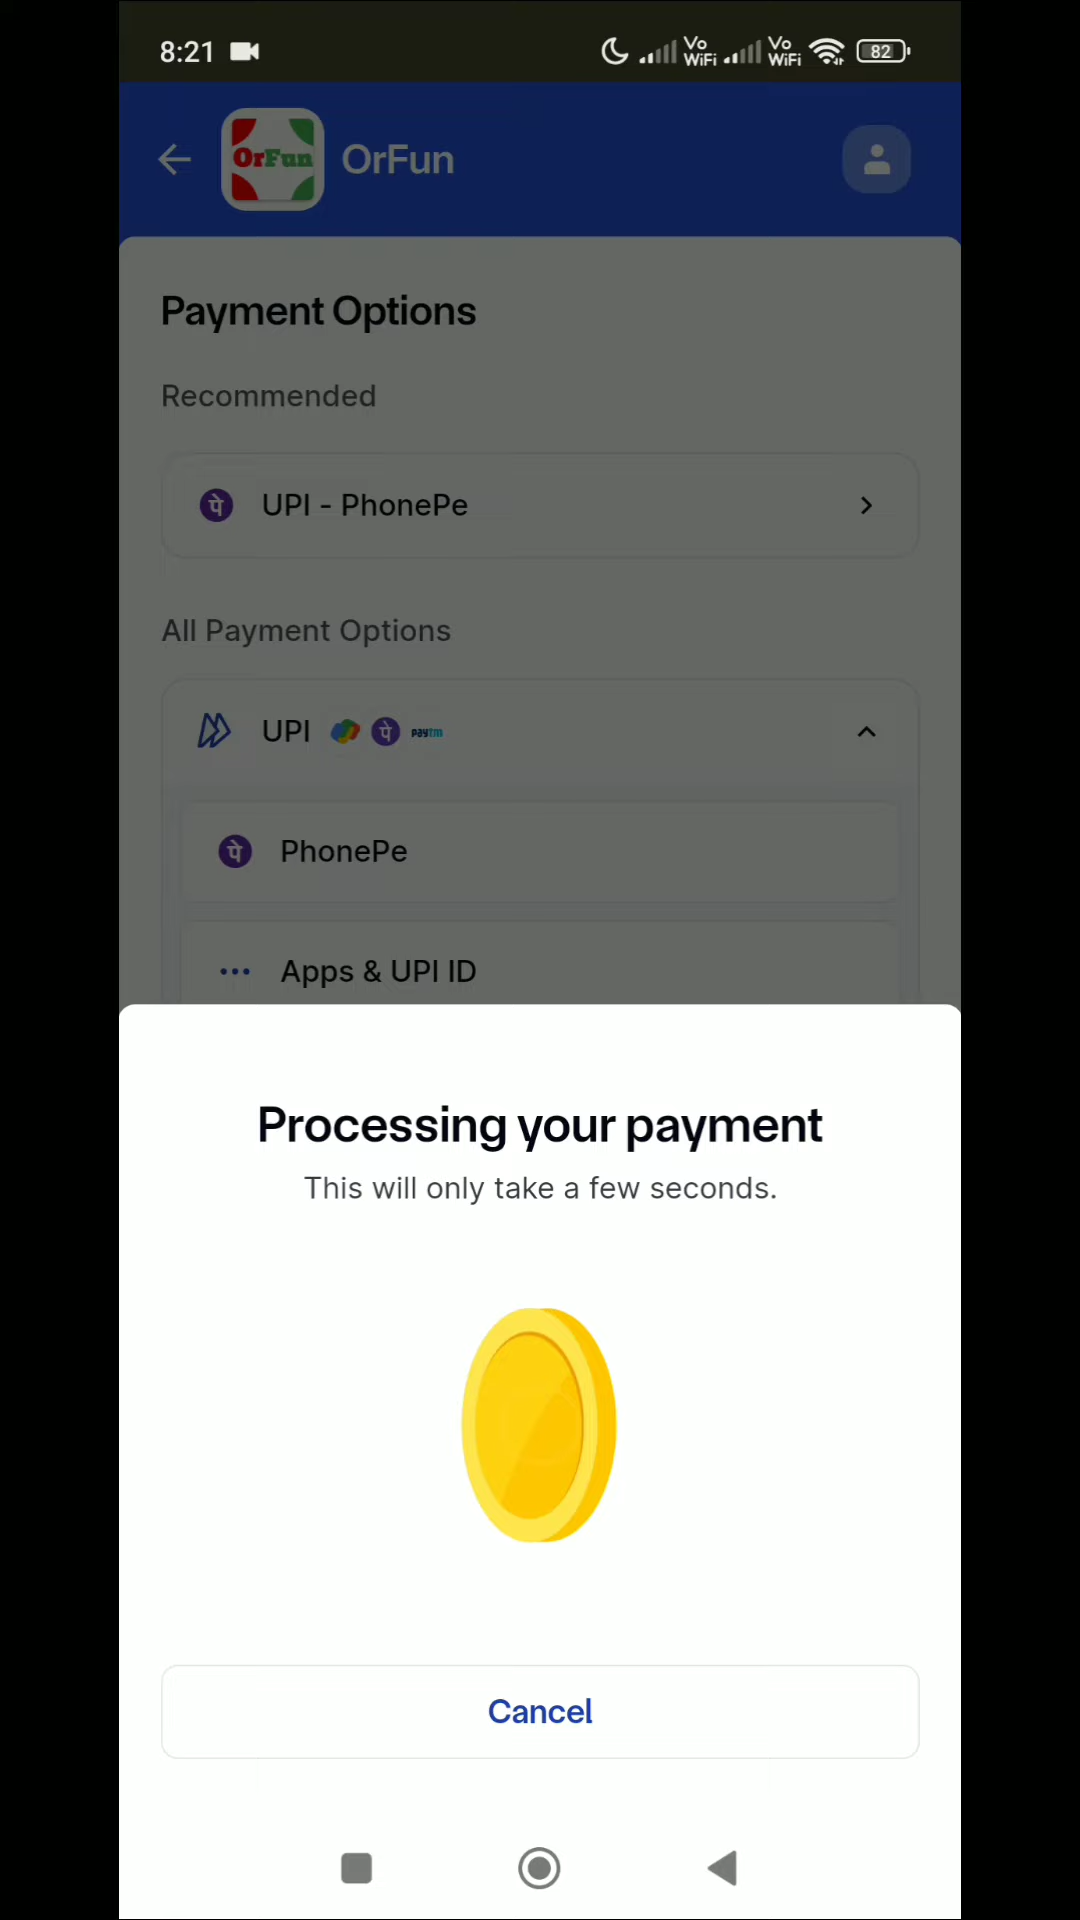 8:21
Vo
WiFi
Vo
WiFi
82
OrFun
OrFun
Payment Options
Recommended
पे
UPI - PhonePe
All Payment Options
UPI
पे
paytm
पे
PhonePe
Apps & UPI ID
Processing your payment
This will only take a few seconds.
Cancel